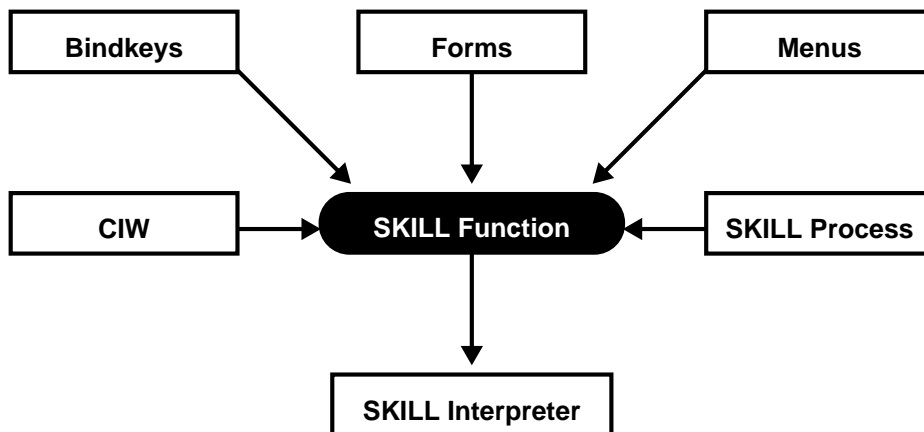 Bindkeys
Forms
Menus
CIW
SKILL Function
SKILL Process
SKILL Interpreter